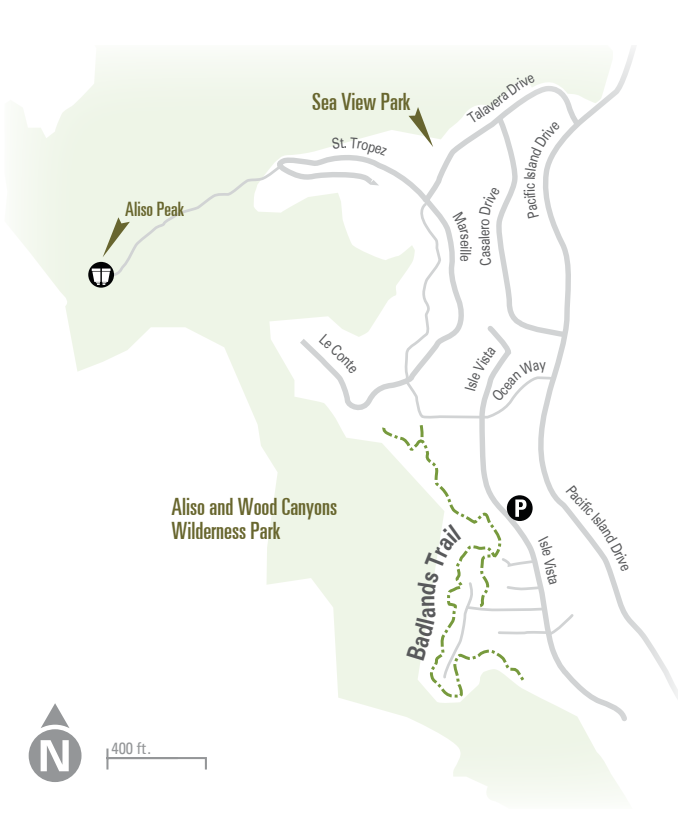 Sea View Park
Talavera Drive
St. Tropez
Pacific Island Drive
Aliso Peak
Marseille
Casalero Drive
Le Conte
Isle Vista
Ocean Way
Aliso and Wood Canyons
Wilderness Park
P
Pacific Island Drive
Badlands Trail
Isle Vista
N
400 ft.